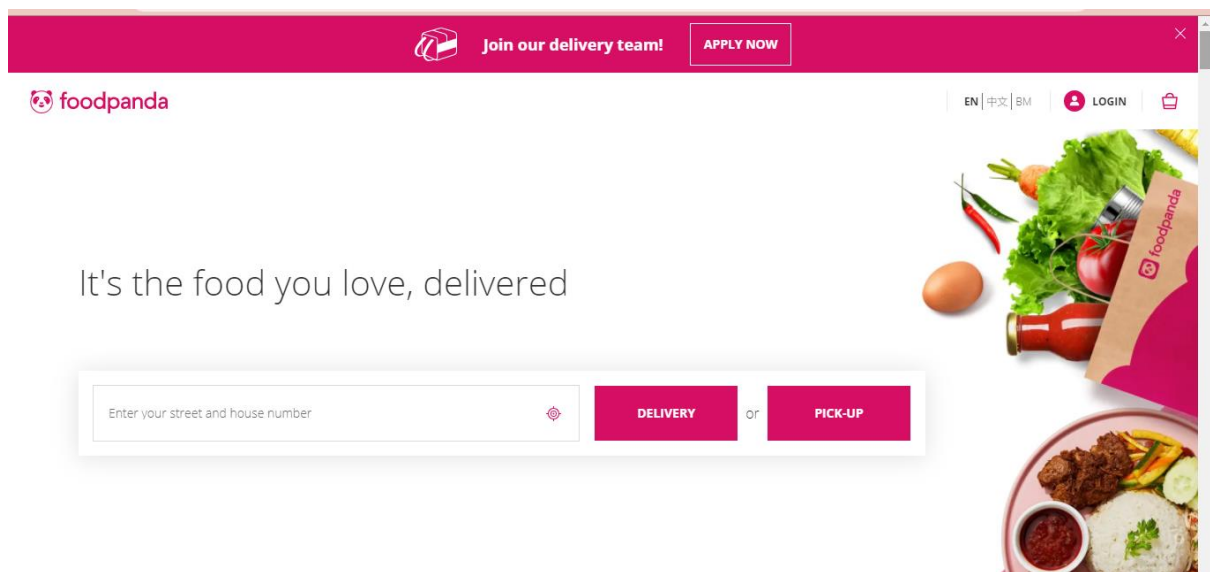 Join our delivery team! APPLY NOW
foodpanda
EN 中文 BM LOGIN
foodpanda
It's the food you love, delivered
Enter your street and house number DELIVERY or PICK-UP